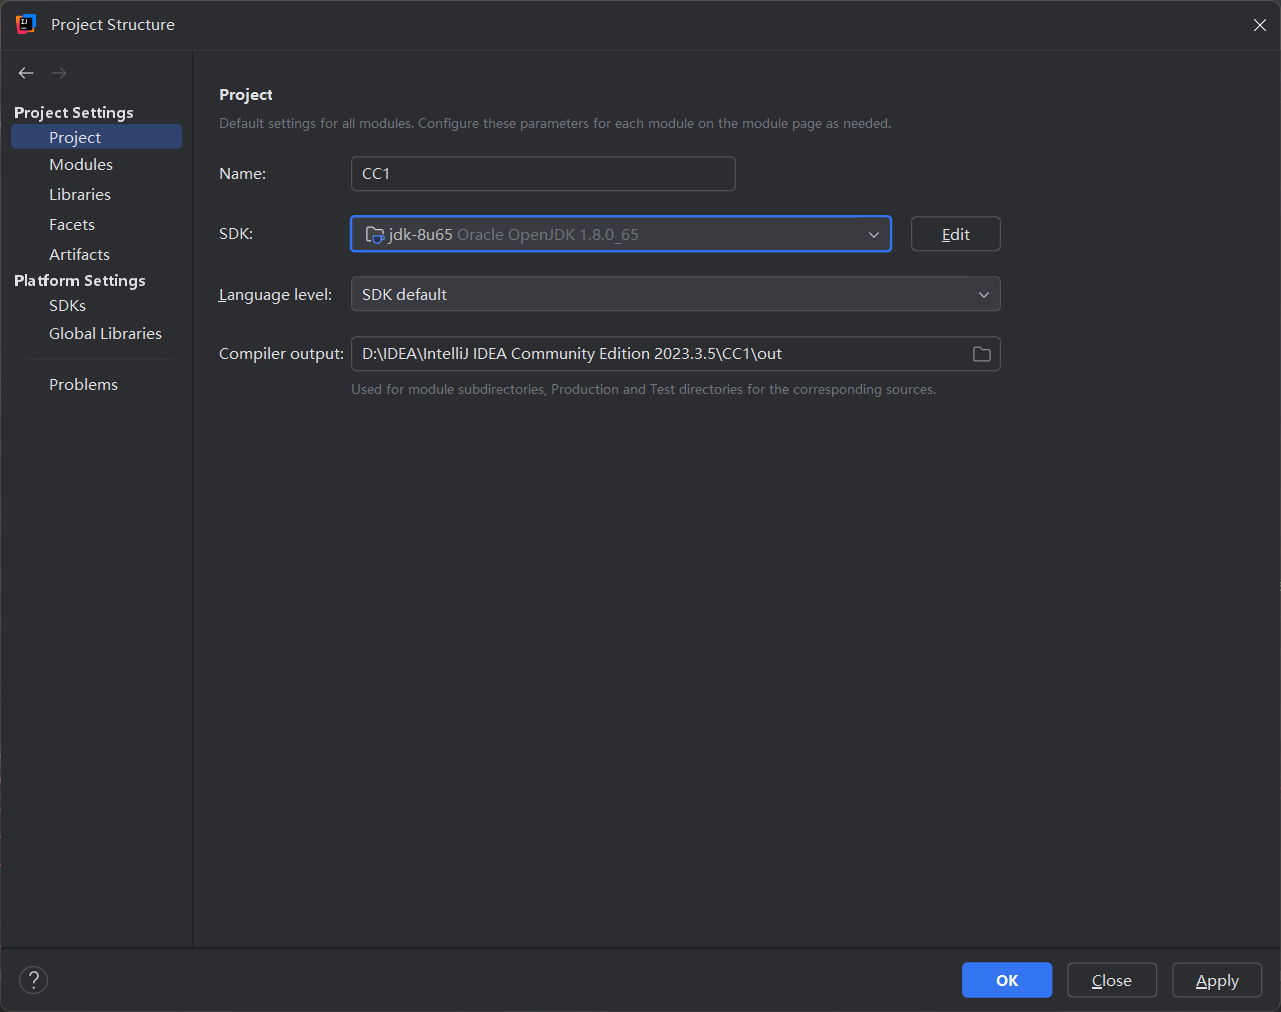 Project Structure
Project Settings
Project
Modules
Libraries
Facets
Artifacts
Platform Settings
SDKs
Global Libraries
Problems
Project
Default settings for all modules. Configure these parameters for each module on the module page as needed.
Name: CC1
SDK: jdk-8u65 Oracle OpenJDK 1.8.0_65 Edit
Language level: SDK default
Compiler output: D:\IDEA\IntelliJ IDEA Community Edition 2023.3.5\CC1\out
Used for module subdirectories, Production and Test directories for the corresponding sources.
? OK Close Apply